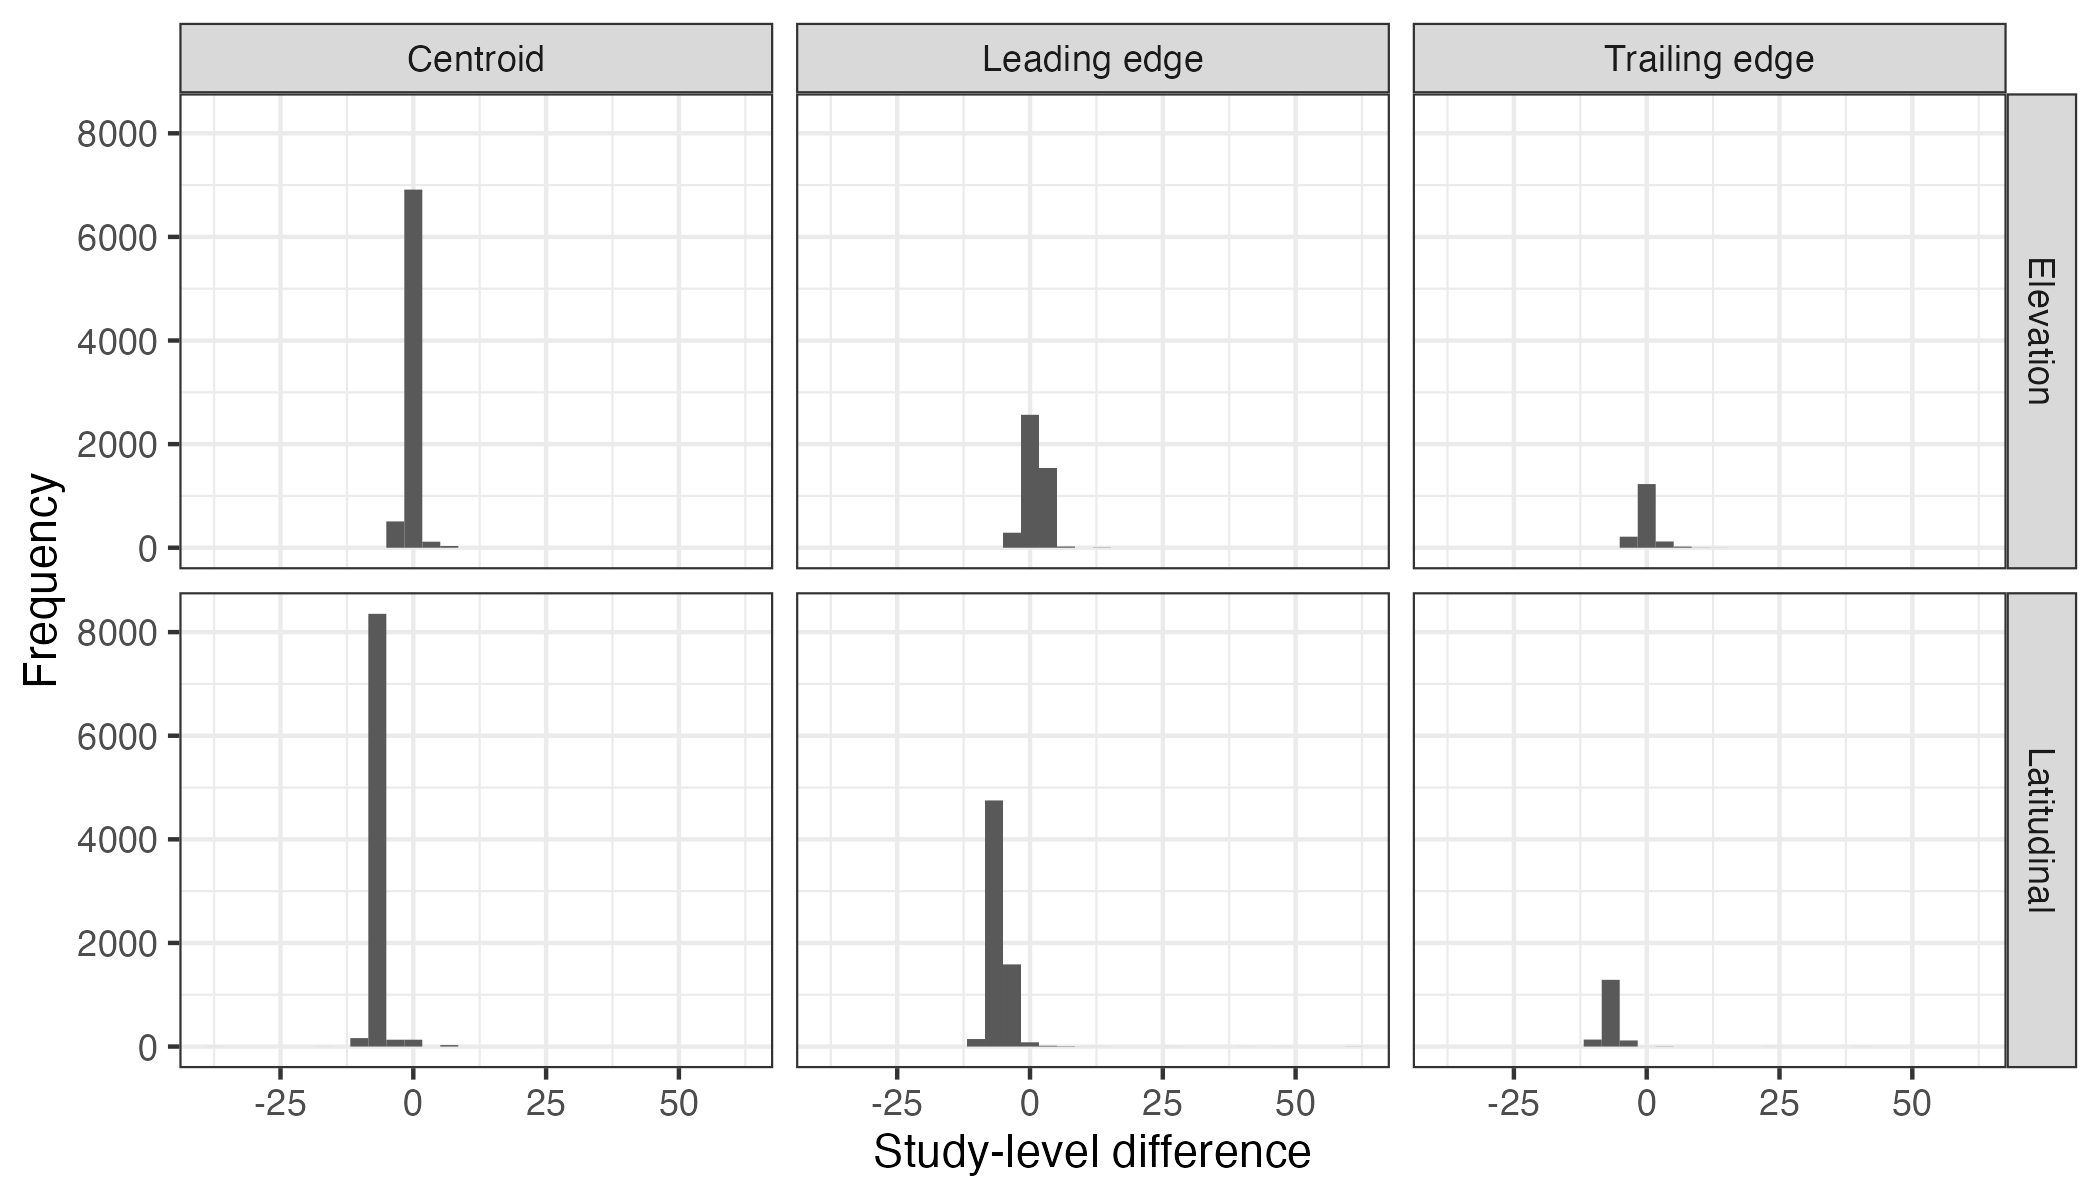 Centroid
Leading edge
Trailing edge
8000
6000
4000
2000
0
Elevation
Frequency
8000
6000
4000
2000
0
Latitudinal
-25 0 25 50
-25 0 25 50
-25 0 25 50
Study-level difference